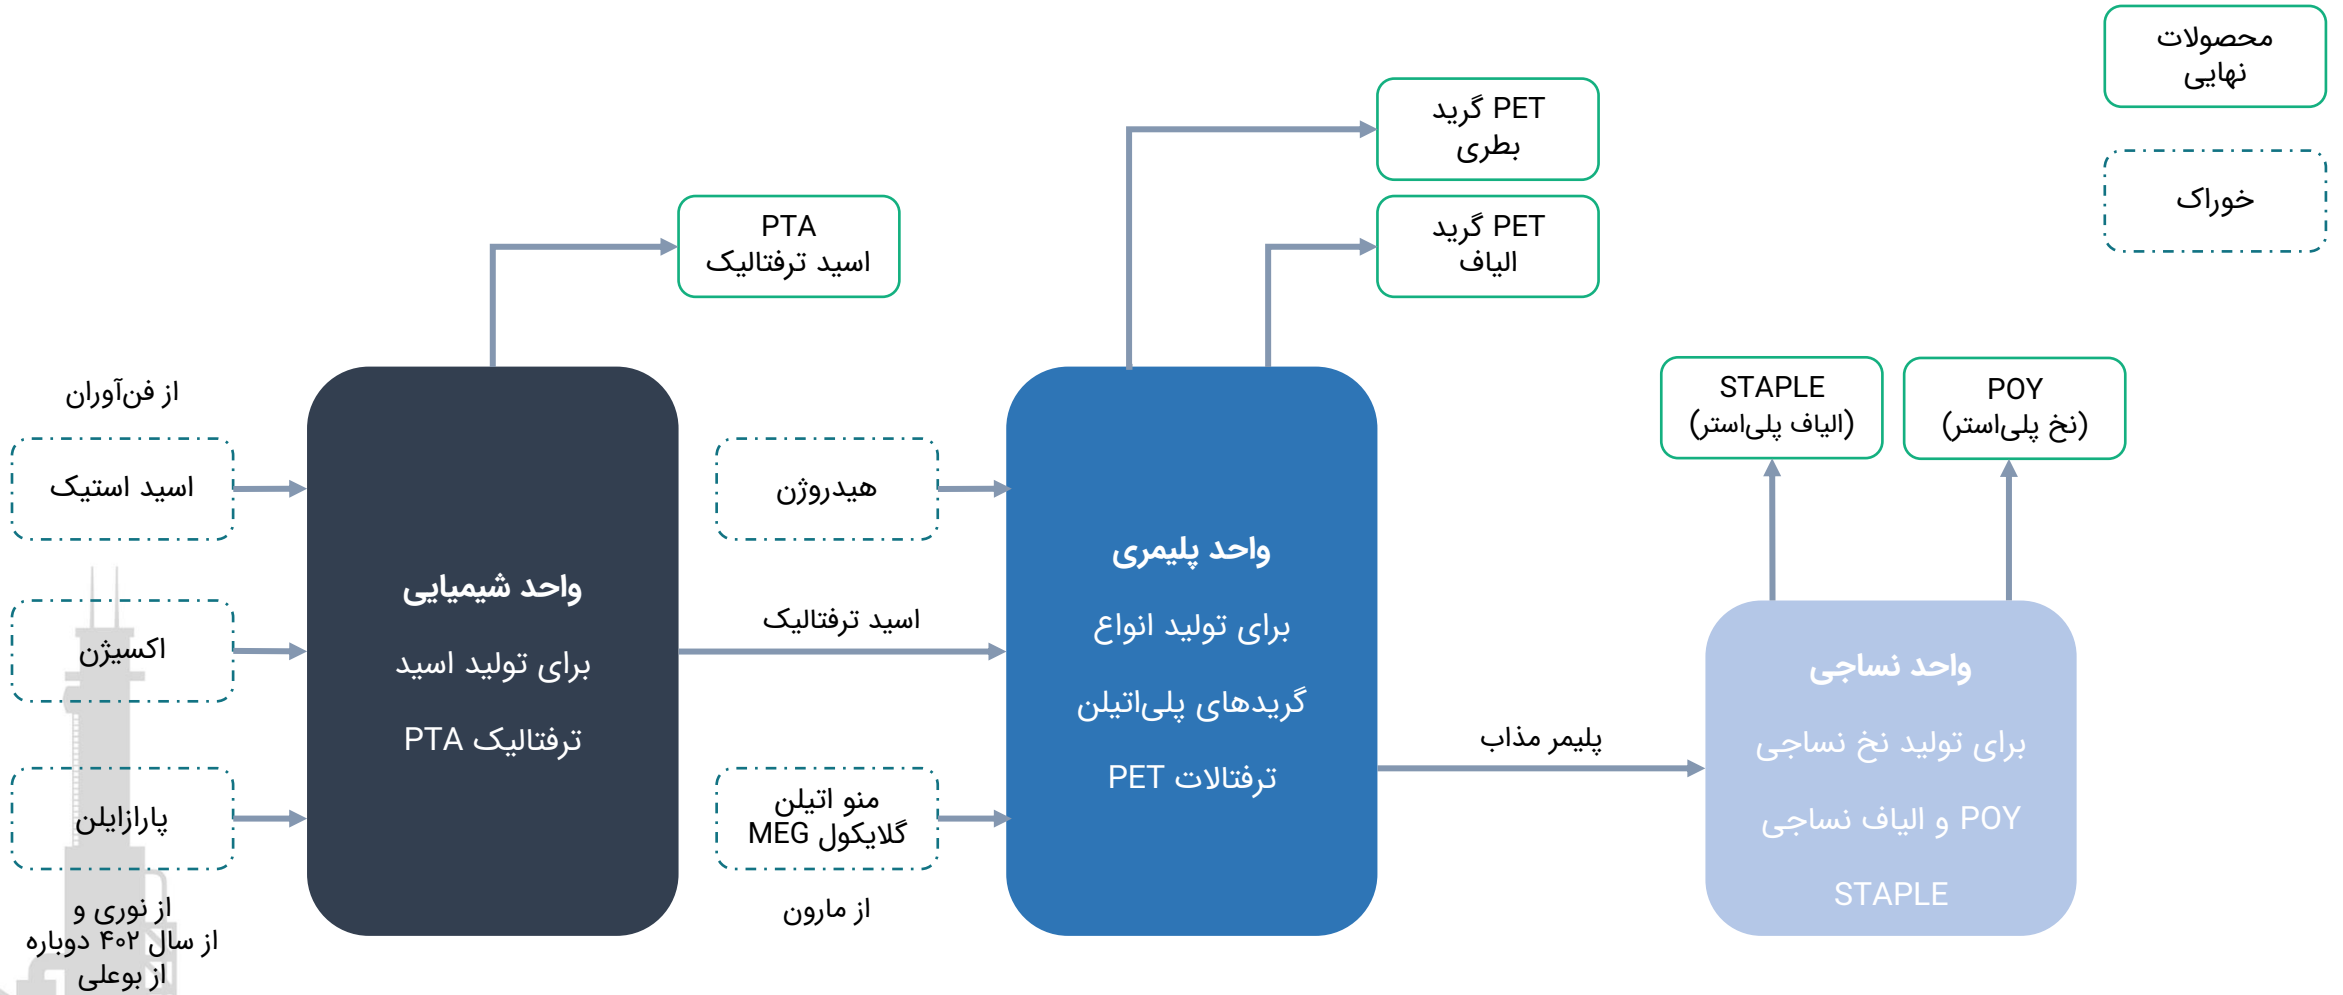 محصولات
نهایی
خوراک
PET گرید
بطری
PET گرید
الیاف
PTA
اسید ترفتالیک
STAPLE
(الیاف پلی‌استر)
POY
(نخ پلی‌استر)
از فن‌آوران
اسید استیک
اکسیژن
پارازایلن
از نوری و
از سال ۴۰۲ دوباره
از بوعلی
واحد شیمیایی
برای تولید اسید
ترفتالیک PTA
هیدروژن
اسید ترفتالیک
منو اتیلن
گلایکول MEG
از مارون
واحد پلیمری
برای تولید انواع
گریدهای پلی‌اتیلن
ترفتالات PET
پلیمر مذاب
واحد نساجی
برای تولید نخ نساجی
POY و الیاف نساجی
STAPLE